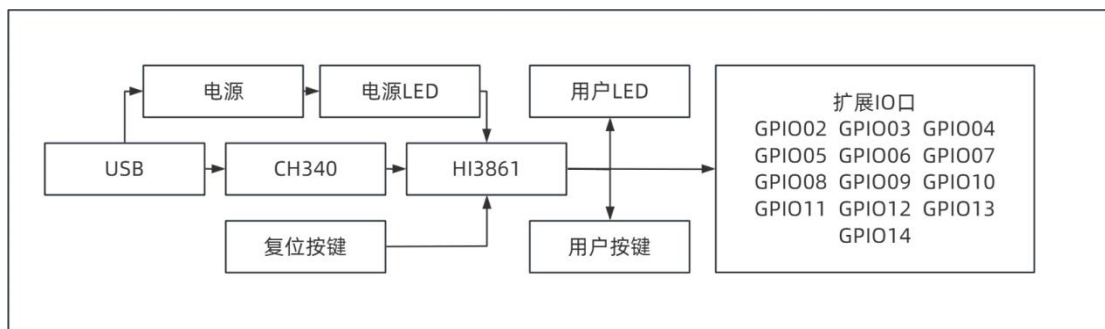 电源
电源LED
用户LED
USB
CH340
HI3861
复位按键
用户按键
扩展IO口
GPIO02 GPIO03 GPIO04
GPIO05 GPIO06 GPIO07
GPIO08 GPIO09 GPIO10
GPIO11 GPIO12 GPIO13
GPIO14